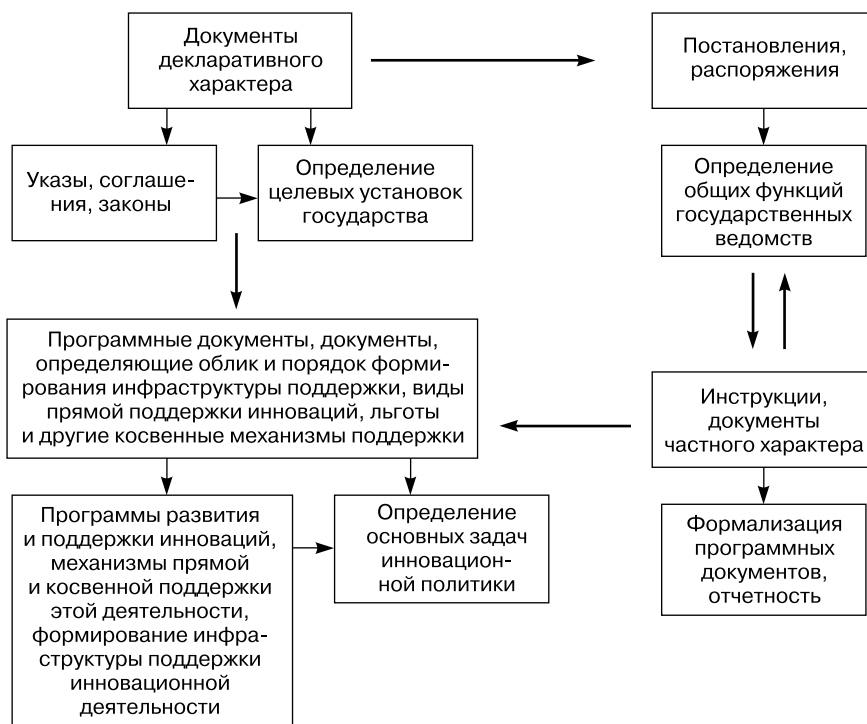 Документы
декларативного
характера
Постановления,
распоряжения
Указы, соглаше-
ния, законы
Определение
целевых установок
государства
Определение
общих функций
государственных
ведомств
Программные документы, документы,
определяющие облик и порядок форми-
рования инфраструктуры поддержки, виды
прямой поддержки инноваций, льготы
и другие косвенные механизмы поддержки
Инструкции,
документы
частного характера
Программы развития
и поддержки инноваций,
механизмы прямой
и косвенной поддержки
этой деятельности,
формирование инфра-
структуры поддержки
инновационной
деятельности
Определение
основных задач
инновацион-
ной политики
Формализация
программных
документов,
отчетность